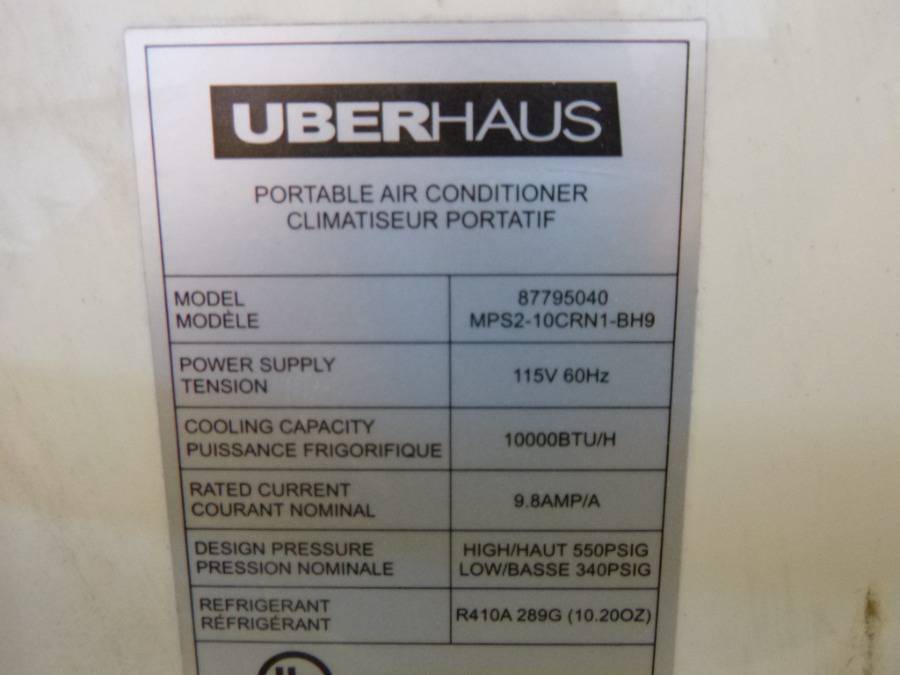 UBERHAUS
PORTABLE AIR CONDITIONER
CLIMATISEUR PORTATIF
MODEL
MODÈLE
87795040
MPS2-10CRN1-BH9
POWER SUPPLY
TENSION
115V 60Hz
COOLING CAPACITY
PUISSANCE FRIGORIFIQUE
10000BTU/H
RATED CURRENT
COURANT NOMINAL
9.8AMP/A
DESIGN PRESSURE
PRESSION NOMINALE
HIGH/HAUT 550PSIG
LOW/BASSE 340PSIG
REFRIGERANT
RÉFRIGÉRANT
R410A 289G (10.20OZ)